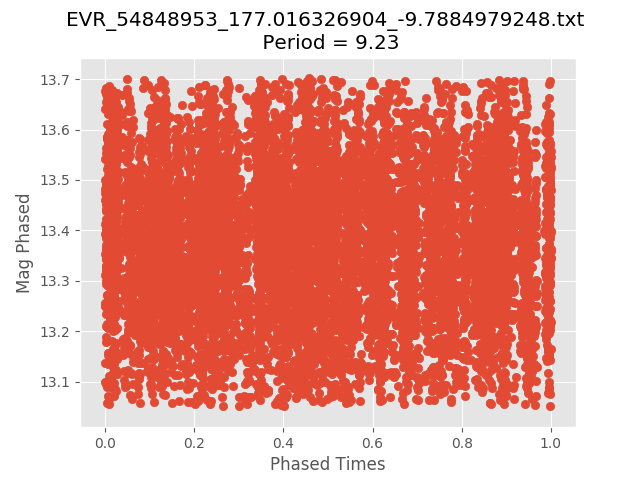 EVR_54848953_177.016326904_-9.7884979248.txt
Period = 9.23
13.7
13.6
13.5
13.4
13.3
13.2
13.1
Mag Phased
0.0 0.2 0.4 0.6 0.8 1.0
Phased Times